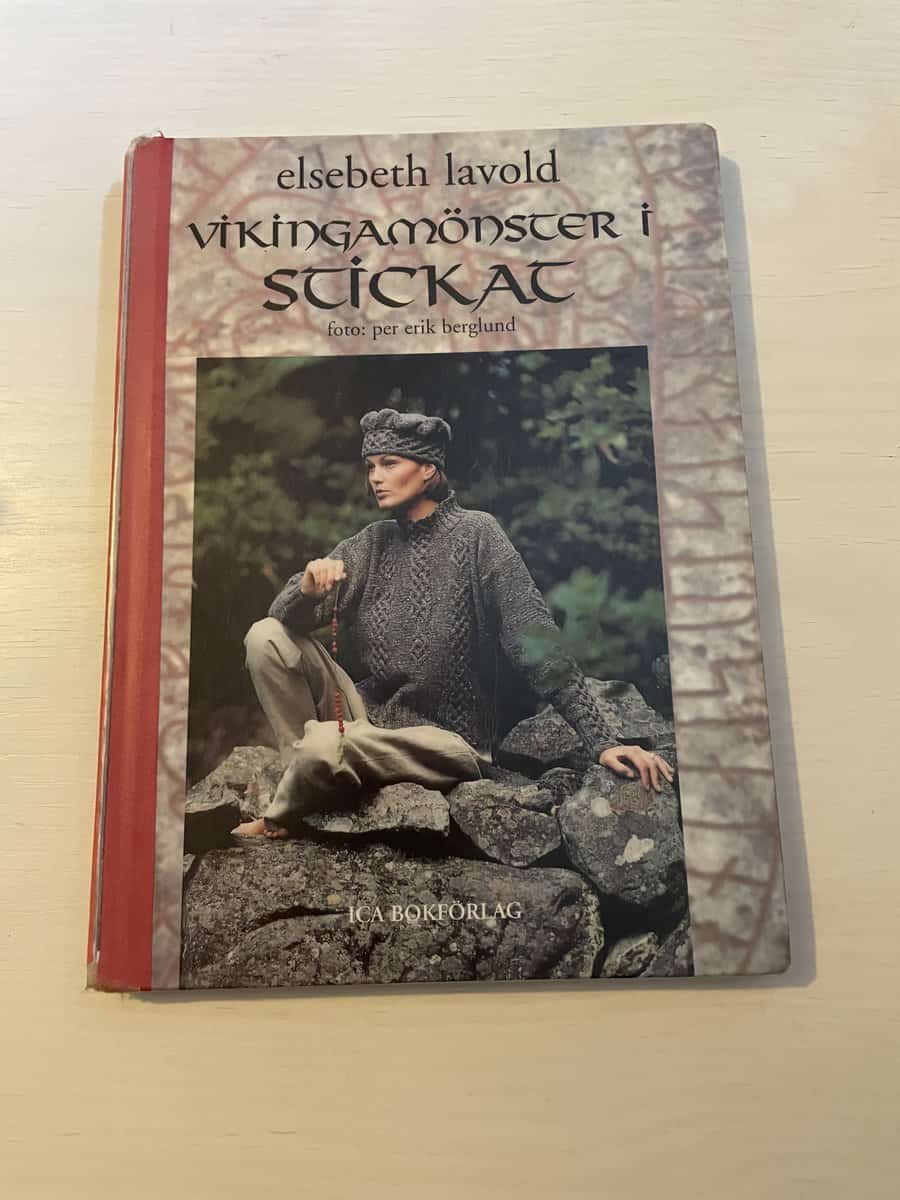 elsebeth lavold
vikingamönster i
stickat
foto: per erik berglund
ICA BOKFÖRLAG